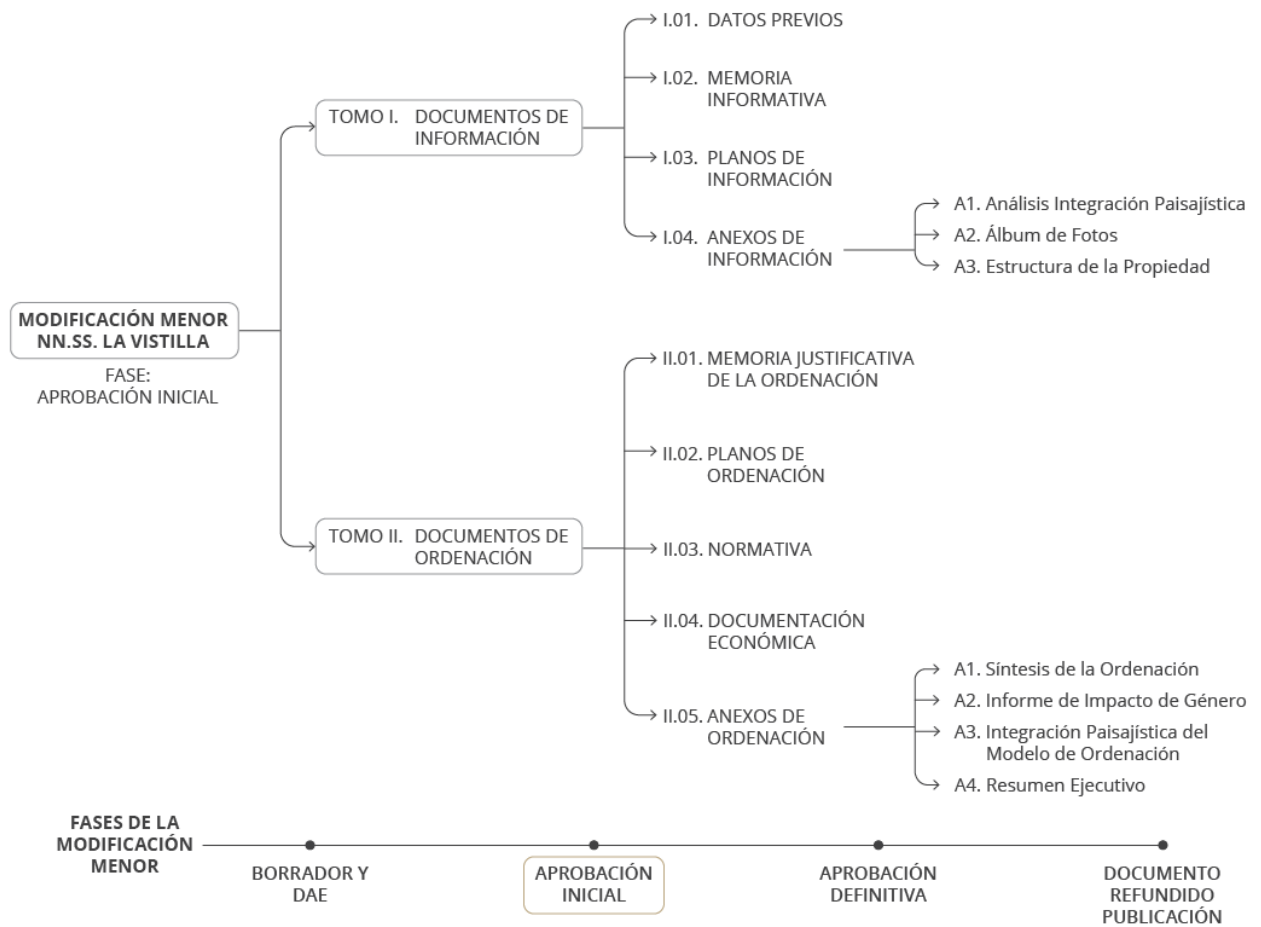 MODIFICACIÓN MENOR
NN.SS. LA VISTILLA
FASE:
APROBACIÓN INICIAL
TOMO I. DOCUMENTOS DE
INFORMACIÓN
I.01. DATOS PREVIOS
I.02. MEMORIA
INFORMATIVA
I.03. PLANOS DE
INFORMACIÓN
I.04. ANEXOS DE
INFORMACIÓN
A1. Análisis Integración Paisajística
A2. Álbum de Fotos
A3. Estructura de la Propiedad
TOMO II. DOCUMENTOS DE
ORDENACIÓN
II.01. MEMORIA JUSTIFICATIVA
DE LA ORDENACIÓN
II.02. PLANOS DE
ORDENACIÓN
II.03. NORMATIVA
II.04. DOCUMENTACIÓN
ECONÓMICA
II.05. ANEXOS DE
ORDENACIÓN
A1. Síntesis de la Ordenación
A2. Informe de Impacto de Género
A3. Integración Paisajística del
Modelo de Ordenación
A4. Resumen Ejecutivo
FASES DE LA
MODIFICACIÓN
MENOR
BORRADOR Y
DAE
APROBACIÓN
INICIAL
APROBACIÓN
DEFINITIVA
DOCUMENTO
REFUNDIDO
PUBLICACIÓN